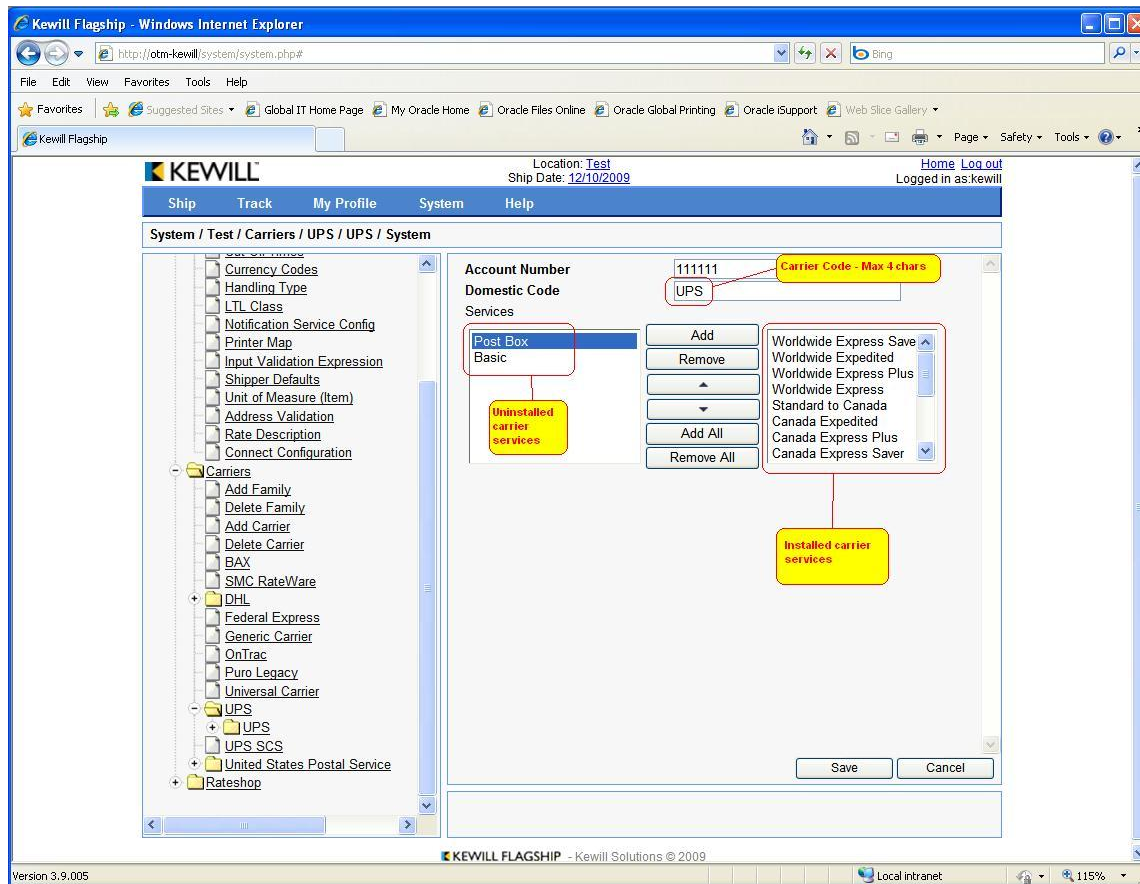 Kewill Flagship - Windows Internet Explorer
http://otm-kewill/system/system.php#
Bing
File Edit View Favorites Tools Help
Favorites Suggested Sites Global IT Home Page My Oracle Home Oracle Files Online Oracle Global Printing Oracle iSupport Web Slice Gallery
Kewill Flagship
Page Safety Tools
KEWILL
Location: Test
Ship Date: 12/10/2009
Home Log out
Logged in as:kewill
Ship Track My Profile System Help
System / Test / Carriers / UPS / UPS / System
Cut Off Times
Currency Codes
Handling Type
LTL Class
Notification Service Config
Printer Map
Input Validation Expression
Shipper Defaults
Unit of Measure (Item)
Address Validation
Rate Description
Connect Configuration
Carriers
Add Family
Delete Family
Add Carrier
Delete Carrier
BAX
SMC RateWare
DHL
Federal Express
Generic Carrier
OnTrac
Puro Legacy
Universal Carrier
UPS
UPS
UPS SCS
United States Postal Service
Rateshop
Account Number 111111
Carrier Code - Max 4 chars
Domestic Code UPS
Services
Post Box
Basic
Uninstalled
carrier
services
Add
Remove
Add All
Remove All
Worldwide Express Save
Worldwide Expedited
Worldwide Express Plus
Worldwide Express
Standard to Canada
Canada Expedited
Canada Express Plus
Canada Express Saver
Installed carrier
services
Save Cancel
KEWILL FLAGSHIP - Kewill Solutions © 2009
Version 3.9.005
Local intranet
115%